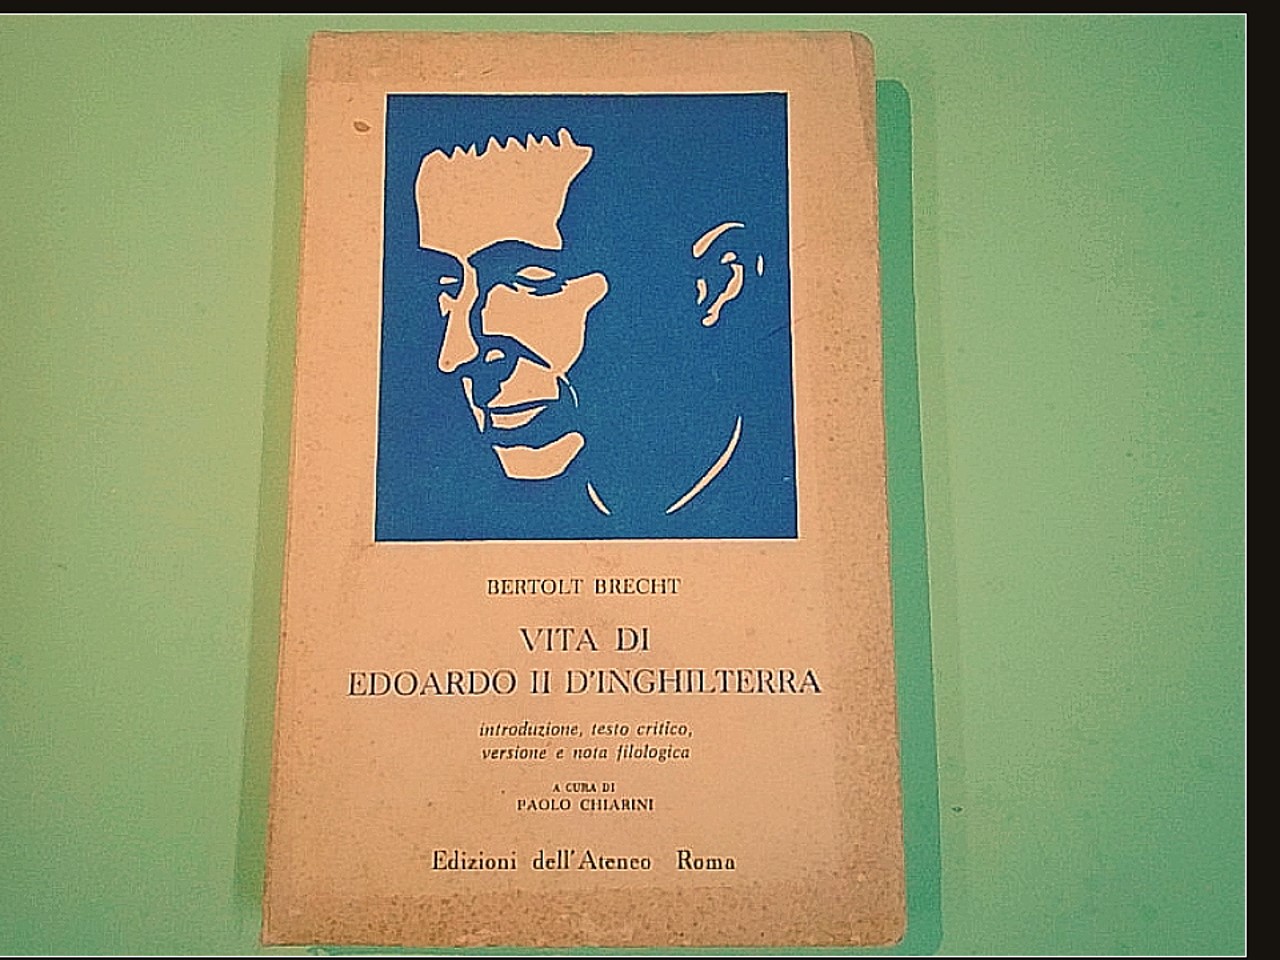 BERTOLT BRECHT
VITA DI
EDOARDO II D'INGHILTERRA
introduzione, testo critico,
versione e nota filologica
A CURA DI
PAOLO CHIARINI
Edizioni dell'Ateneo Roma